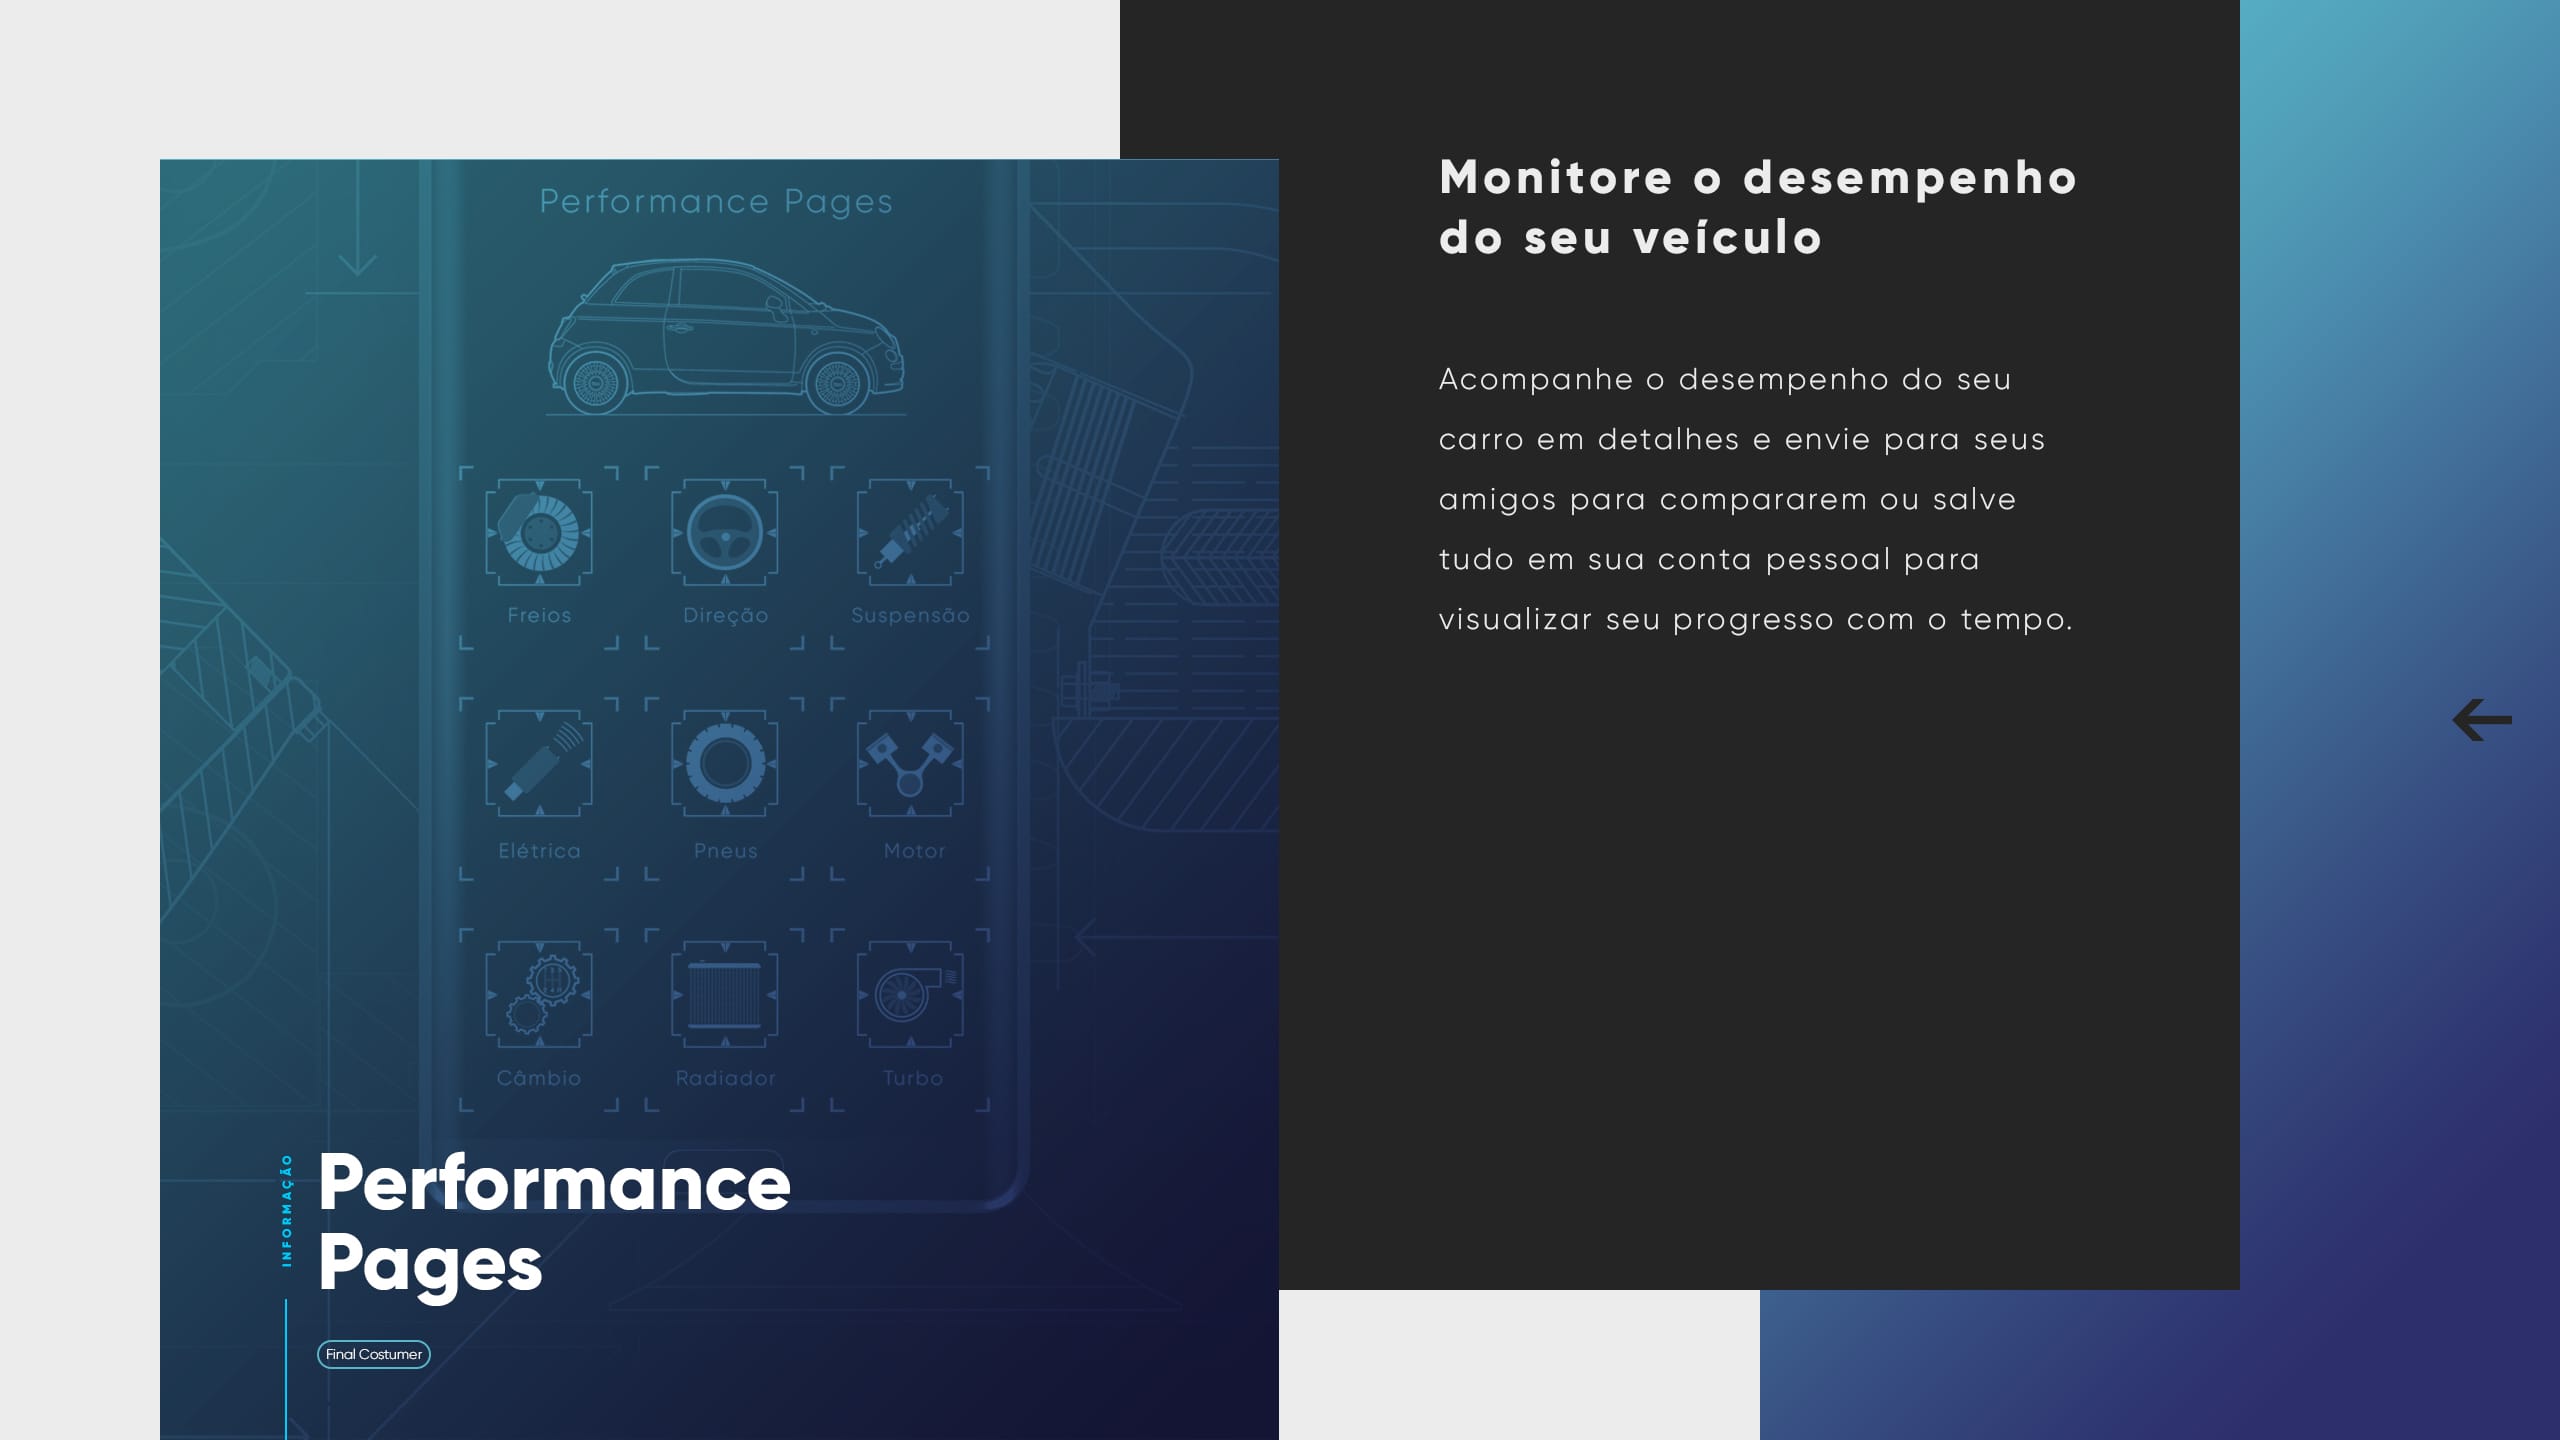 Performance Pages
Freios
Direção
Suspensão
Elétrica
Pneus
Motor
Câmbio
Radiador
Turbo
INFORMAÇÃO
Performance
Pages
Final Costumer
Monitore o desempenho
do seu veículo
Acompanhe o desempenho do seu
carro em detalhes e envie para seus
amigos para compararem ou salve
tudo em sua conta pessoal para
visualizar seu progresso com o tempo.